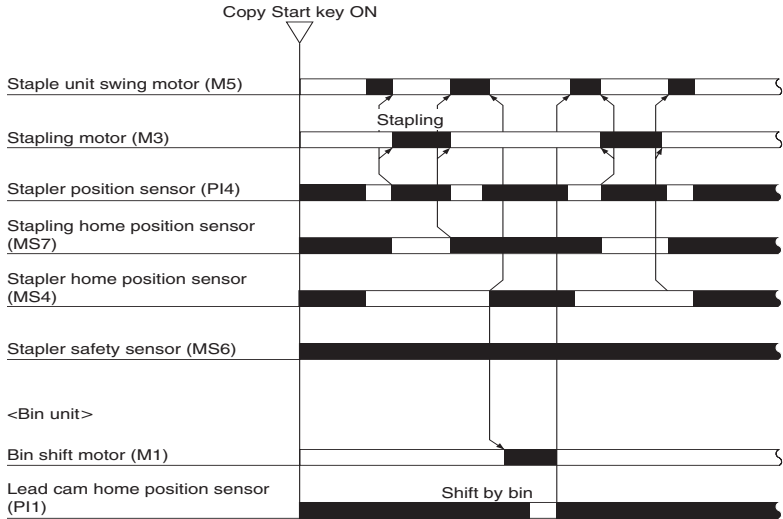 Copy Start key ON
Staple unit swing motor (M5)
Stapling
Stapling motor (M3)
Stapler position sensor (PI4)
Stapling home position sensor
(MS7)
Stapler home position sensor
(MS4)
Stapler safety sensor (MS6)
<Bin unit>
Bin shift motor (M1)
Lead cam home position sensor
(PI1)
Shift by bin